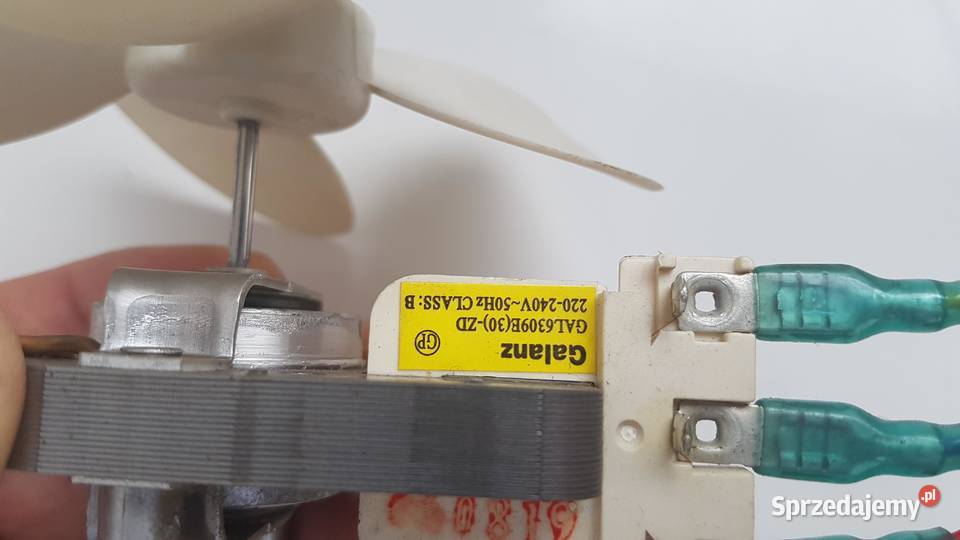 Galanz
GAL6309E(30)-ZD
GP
220-240V~50Hz CLASS: B
Sprzedajemy.pl